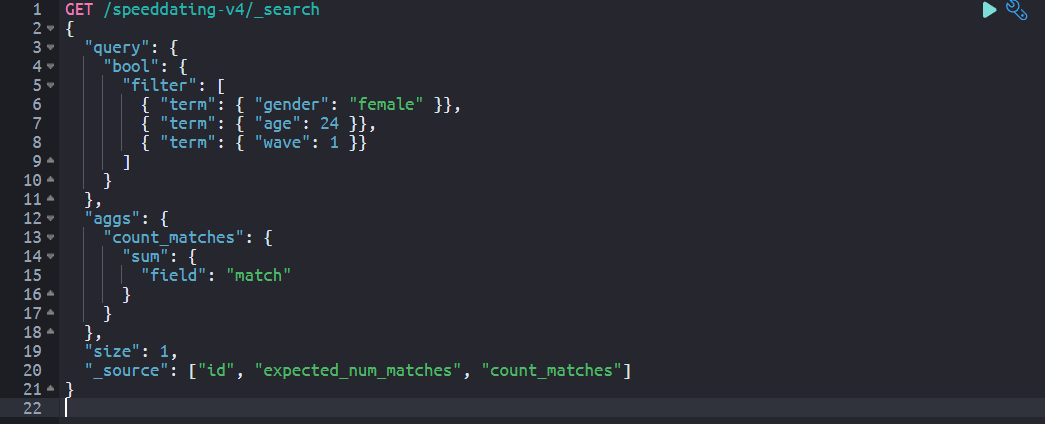 1 GET /speeddating-v4/_search
2 {
3   "query": {
4     "bool": {
5       "filter": [
6         { "term": { "gender": "female" }},
7         { "term": { "age": 24 }},
8         { "term": { "wave": 1 }}
9       ]
10     }
11   },
12   "aggs": {
13     "count_matches": {
14       "sum": {
15         "field": "match"
16       }
17     }
18   },
19   "size": 1,
20   "_source": ["id", "expected_num_matches", "count_matches"]
21 }
22